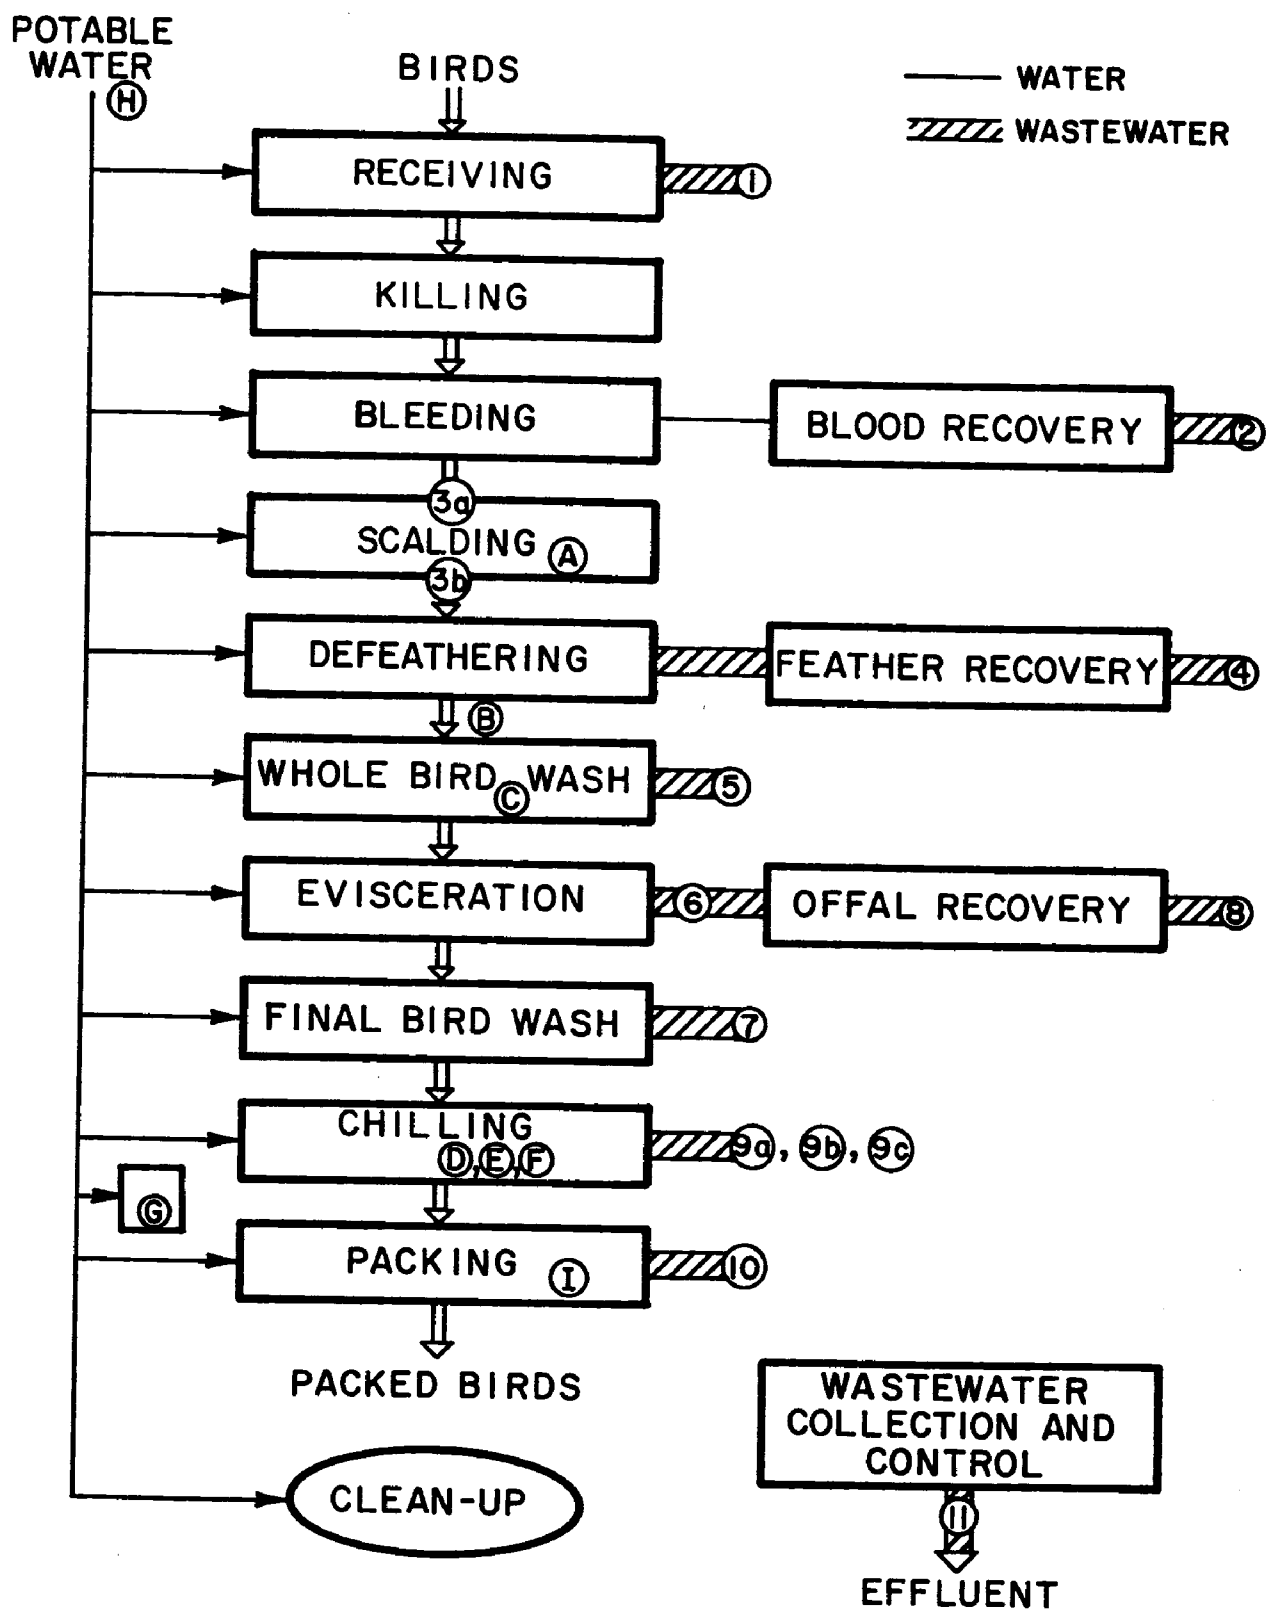 POTABLE
WATER
H
BIRDS
WATER
WASTEWATER
RECEIVING
1
KILLING
BLEEDING
BLOOD RECOVERY
2
3a
SCALDING A
3b
DEFEATHERING
FEATHER RECOVERY
4
B
WHOLE BIRD WASH
C
5
EVISCERATION
6
OFFAL RECOVERY
8
FINAL BIRD WASH
7
CHILLING
D, E, F
9a, 9b, 9c
G
PACKING I
10
PACKED BIRDS
CLEAN-UP
WASTEWATER
COLLECTION AND
CONTROL
11
EFFLUENT